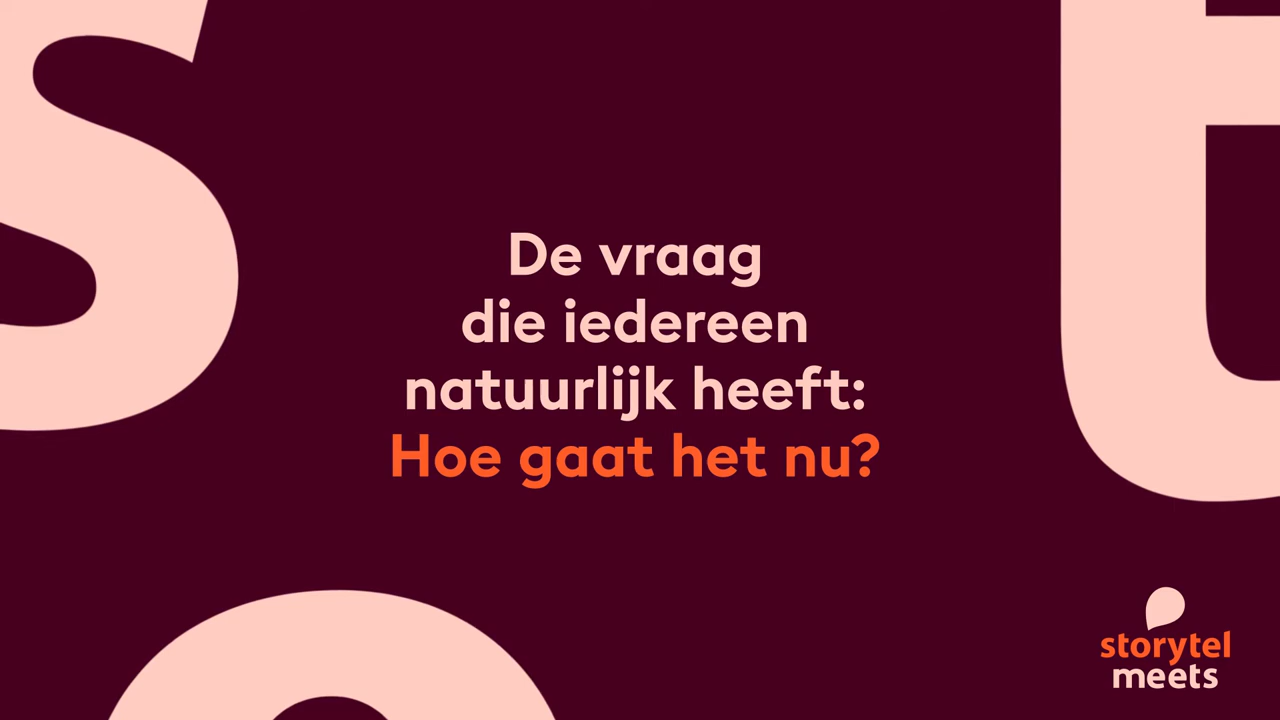 De vraag
die iedereen
natuurlijk heeft:
Hoe gaat het nu?
storytel
meets